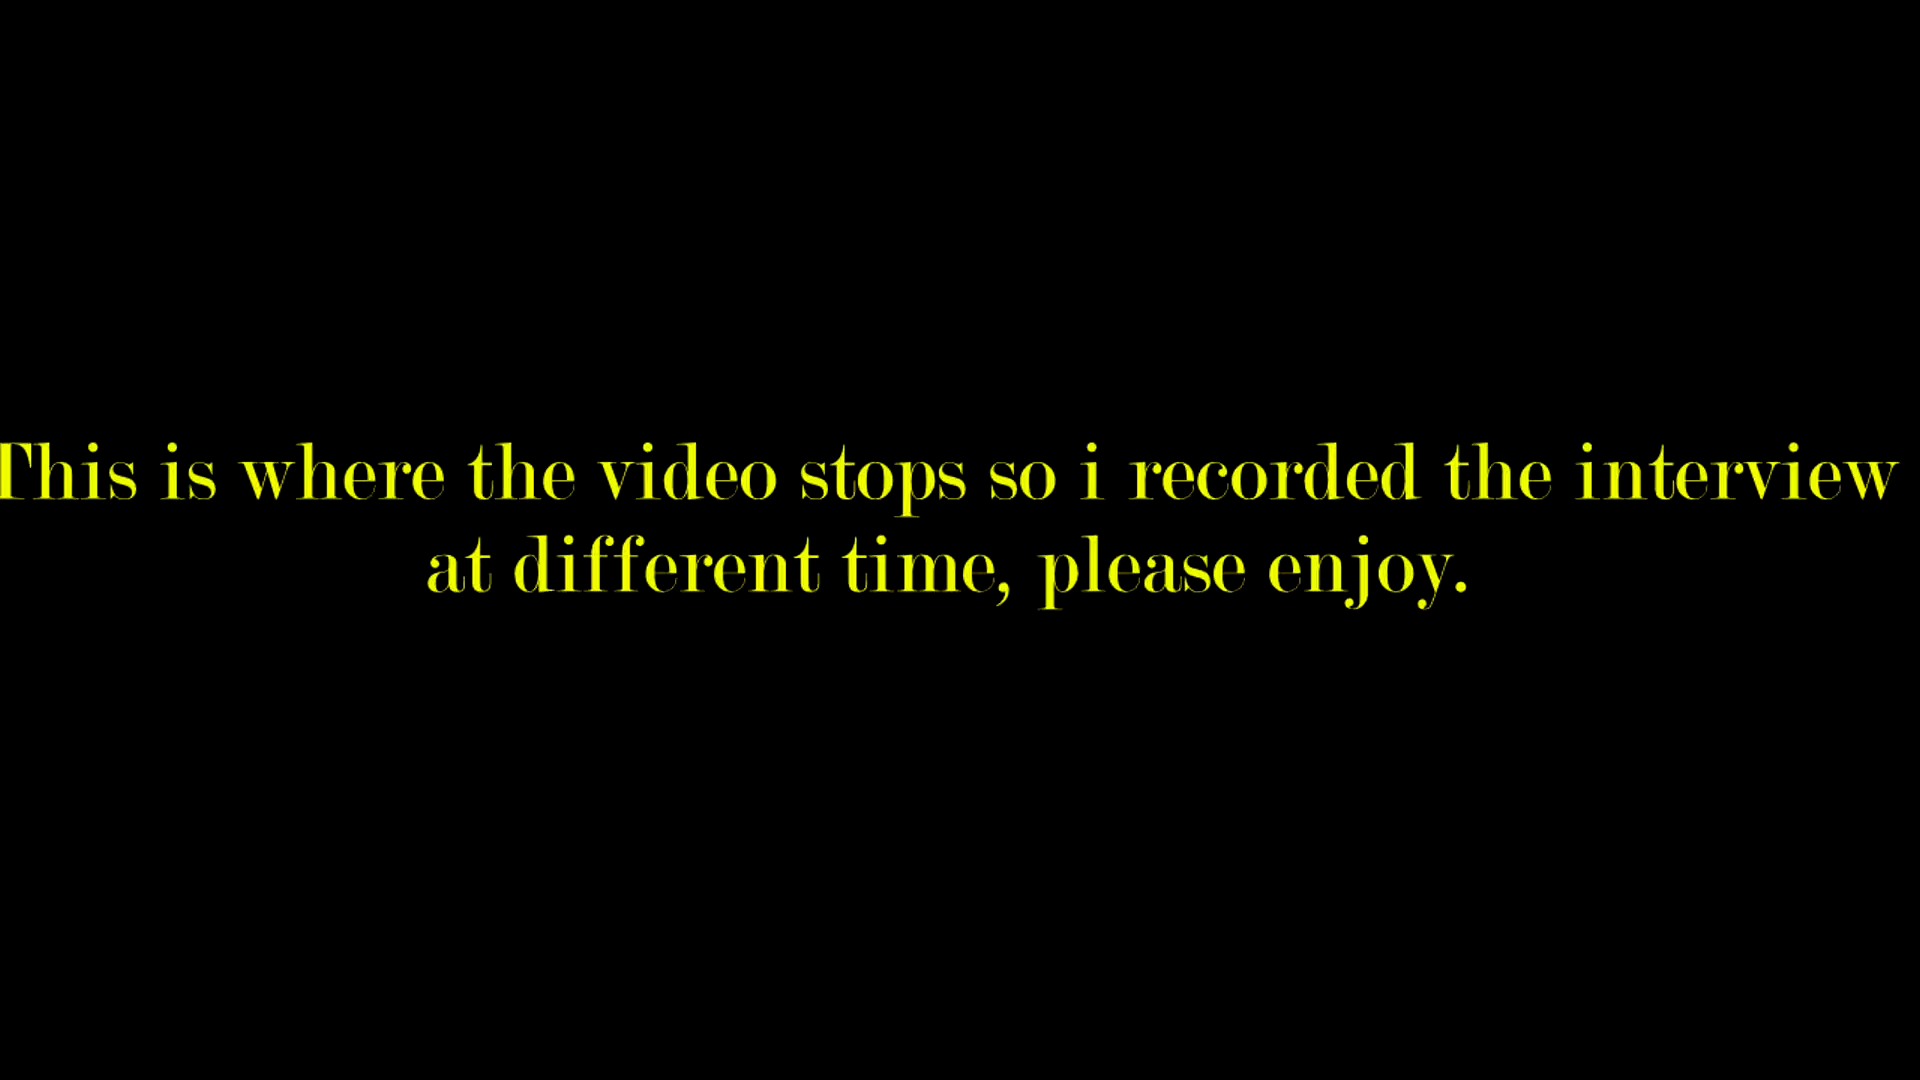 This is where the video stops so i recorded the interview
at different time, please enjoy.